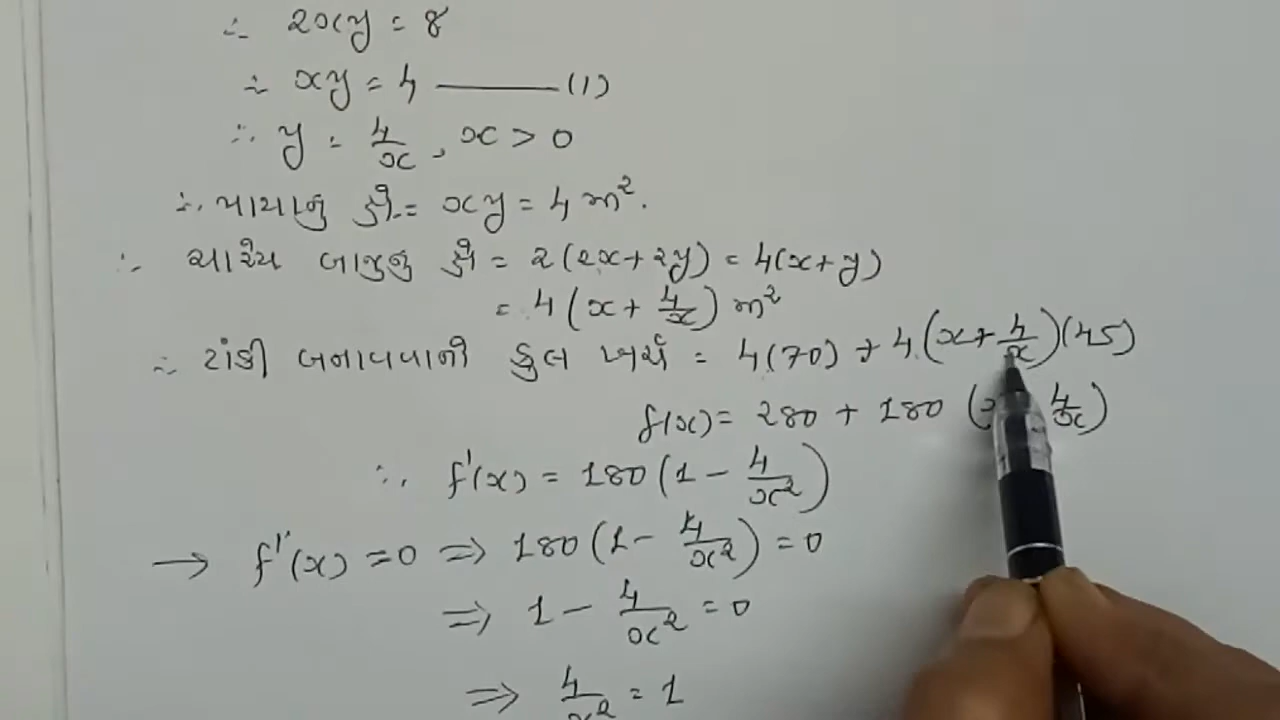 ∴ 2xy = 8
∴ xy = 4 ——— (1)
∴ y = 4/x, x > 0
∴ પાયાનુ ક્ષે. = xy = 4 m².
∴ ચારેય બાજુનુ ક્ષે = 2(2x+2y) = 4(x+y)
= 4(x + 4/x) m²
∴ ટાંકી બનાવવાનો કુલ ખર્ચ = 4(70) + 4(x+4/x)(45)
f(x) = 280 + 180 ( 4/x)
∴ f'(x) = 180(1 - 4/x²)
→ f'(x) = 0 ⇒ 180(1 - 4/x²) = 0
⇒ 1 - 4/x² = 0
⇒ 4/x² = 1